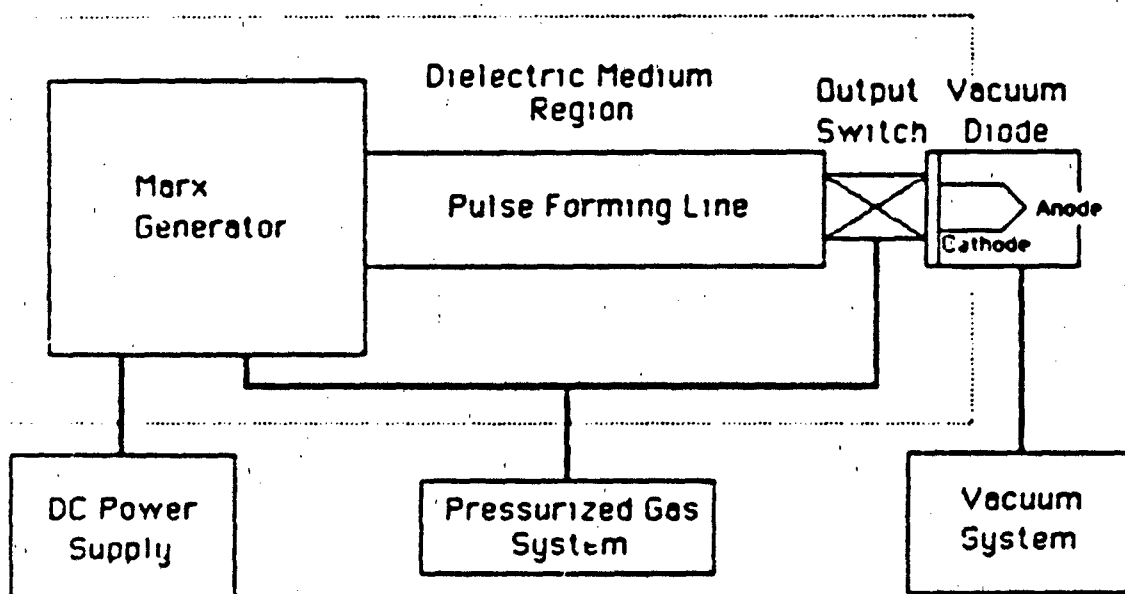 Dielectric Medium
Region
Output
Switch
Vacuum
Diode
Marx
Generator
Pulse Forming Line
Anode
Cathode
DC Power
Supply
Pressurized Gas
System
Vacuum
System